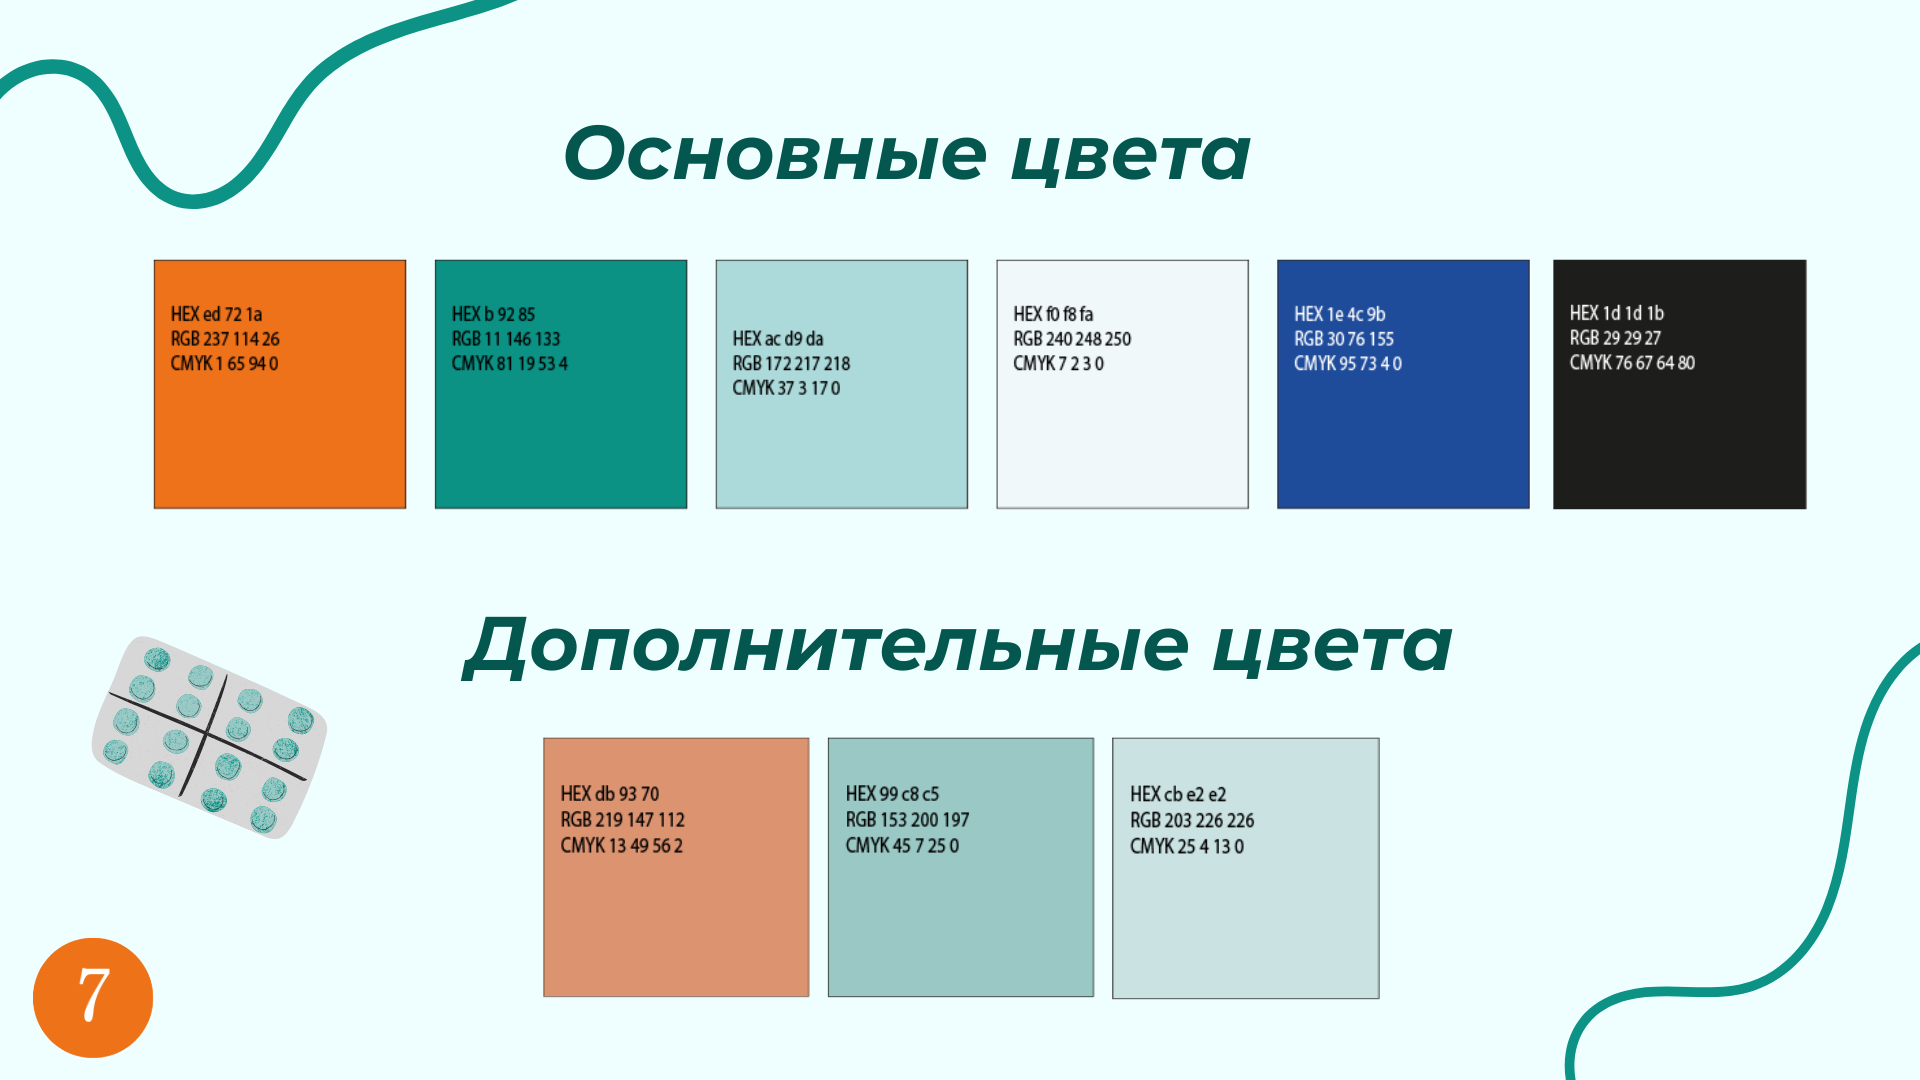 Основные цвета
HEX ed 72 1a
RGB 237 114 26
CMYK 1 65 94 0
HEX b 92 85
RGB 11 146 133
CMYK 81 19 53 4
HEX ac d9 da
RGB 172 217 218
CMYK 37 3 17 0
HEX f0 f8 fa
RGB 240 248 250
CMYK 7 2 3 0
HEX 1e 4c 9b
RGB 30 76 155
CMYK 95 73 4 0
HEX 1d 1d 1b
RGB 29 29 27
CMYK 76 67 64 80
Дополнительные цвета
HEX db 93 70
RGB 219 147 112
CMYK 13 49 56 2
HEX 99 c8 c5
RGB 153 200 197
CMYK 45 7 25 0
HEX cb e2 e2
RGB 203 226 226
CMYK 25 4 13 0
7